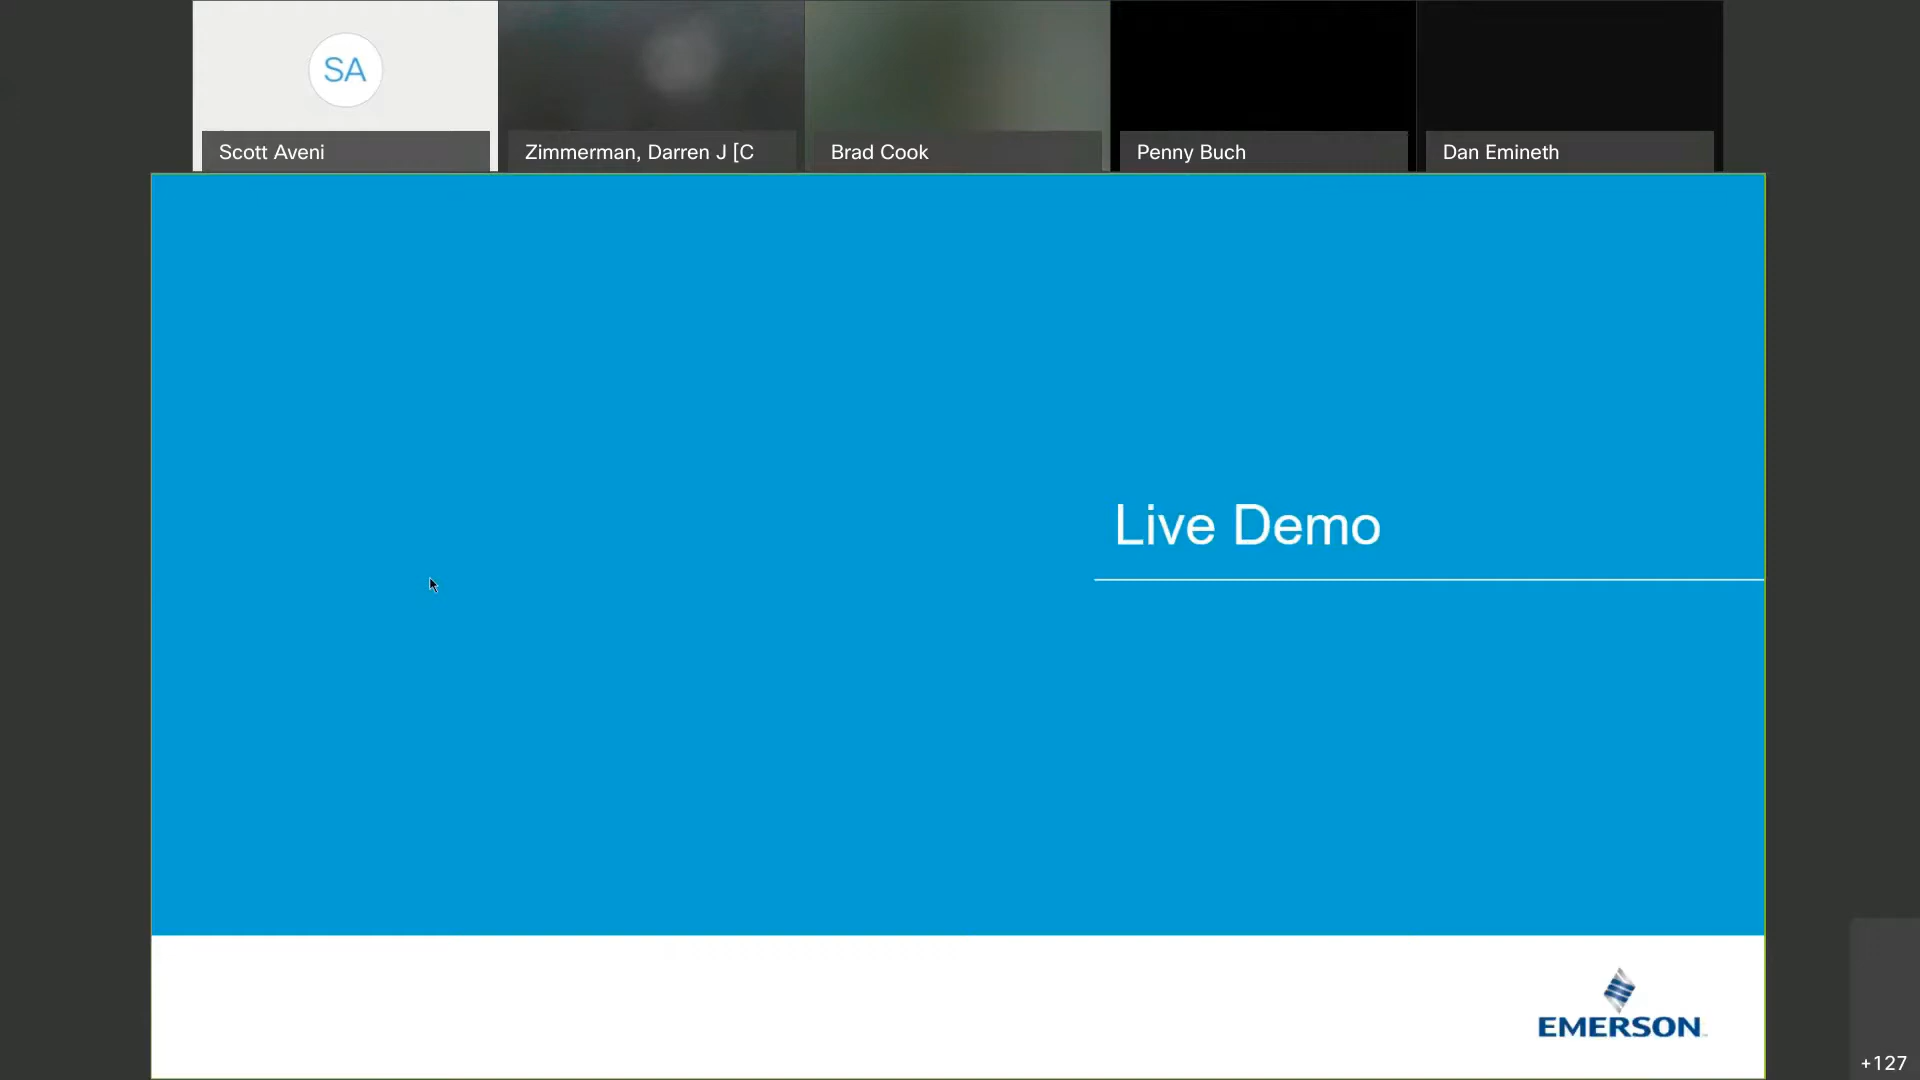 SA
Scott Aveni
Zimmerman, Darren J [C
Brad Cook
Penny Buch
Dan Emineth
Live Demo
EMERSON
+127